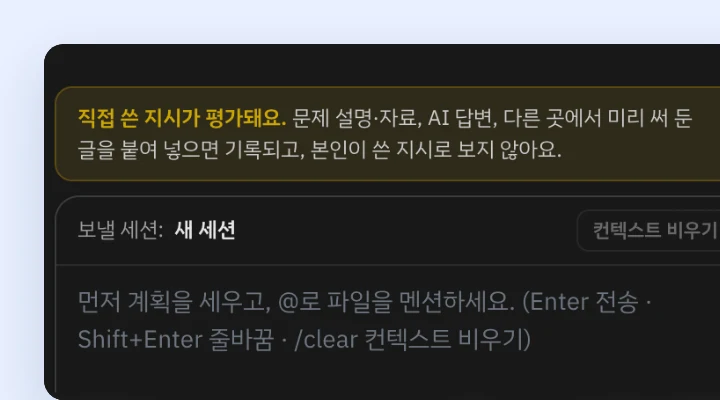 직접 쓴 지시가 평가돼요. 문제 설명·자료, AI 답변, 다른 곳에서 미리 써 둔
글을 붙여 넣으면 기록되고, 본인이 쓴 지시로 보지 않아요.
보낼 세션: 새 세션
컨텍스트 비우기
먼저 계획을 세우고, @로 파일을 멘션하세요. (Enter 전송 ·
Shift+Enter 줄바꿈 · /clear 컨텍스트 비우기)